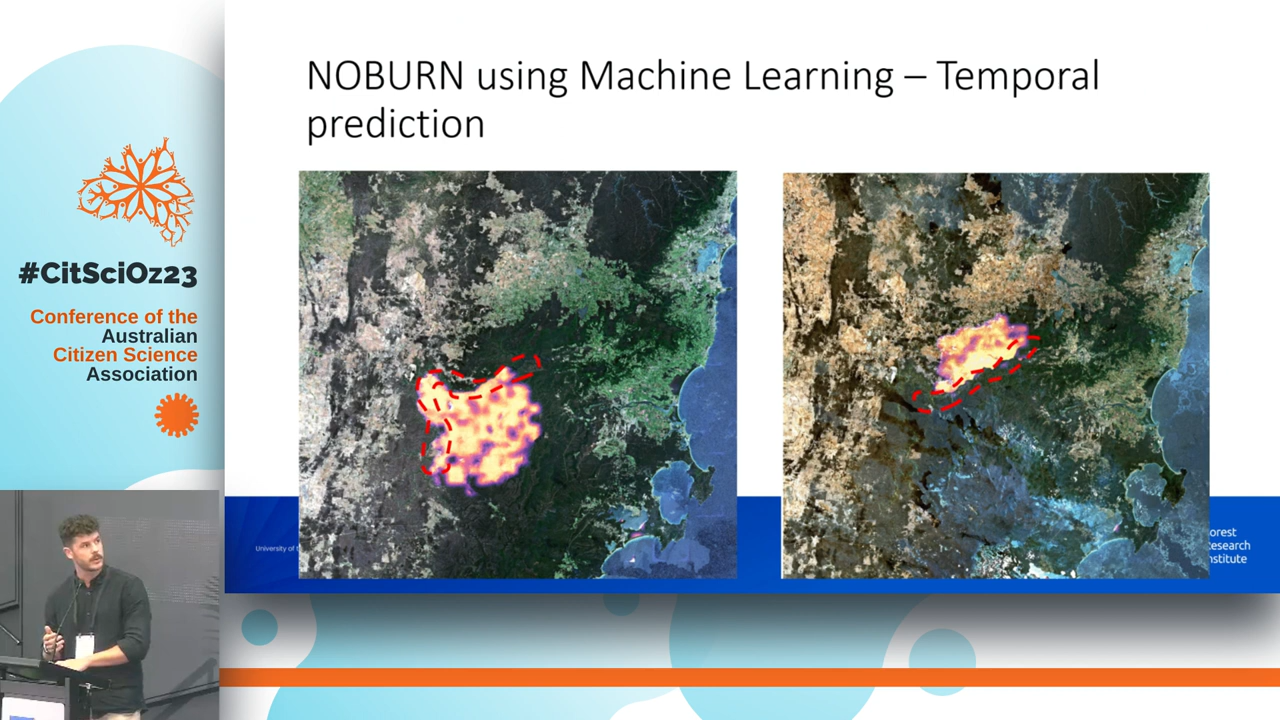 NOBURN using Machine Learning – Temporal
prediction
#CitSciOz23
Conference of the
Australian
Citizen Science
Association
University of t
orest
esearch
nstitute